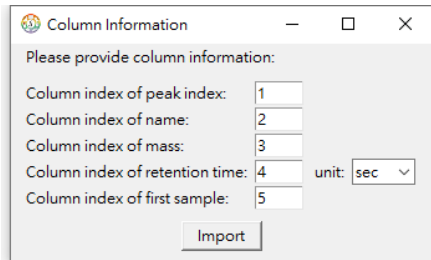 Column Information
Please provide column information:
Column index of peak index: 1
Column index of name: 2
Column index of mass: 3
Column index of retention time: 4 unit: sec
Column index of first sample: 5
Import